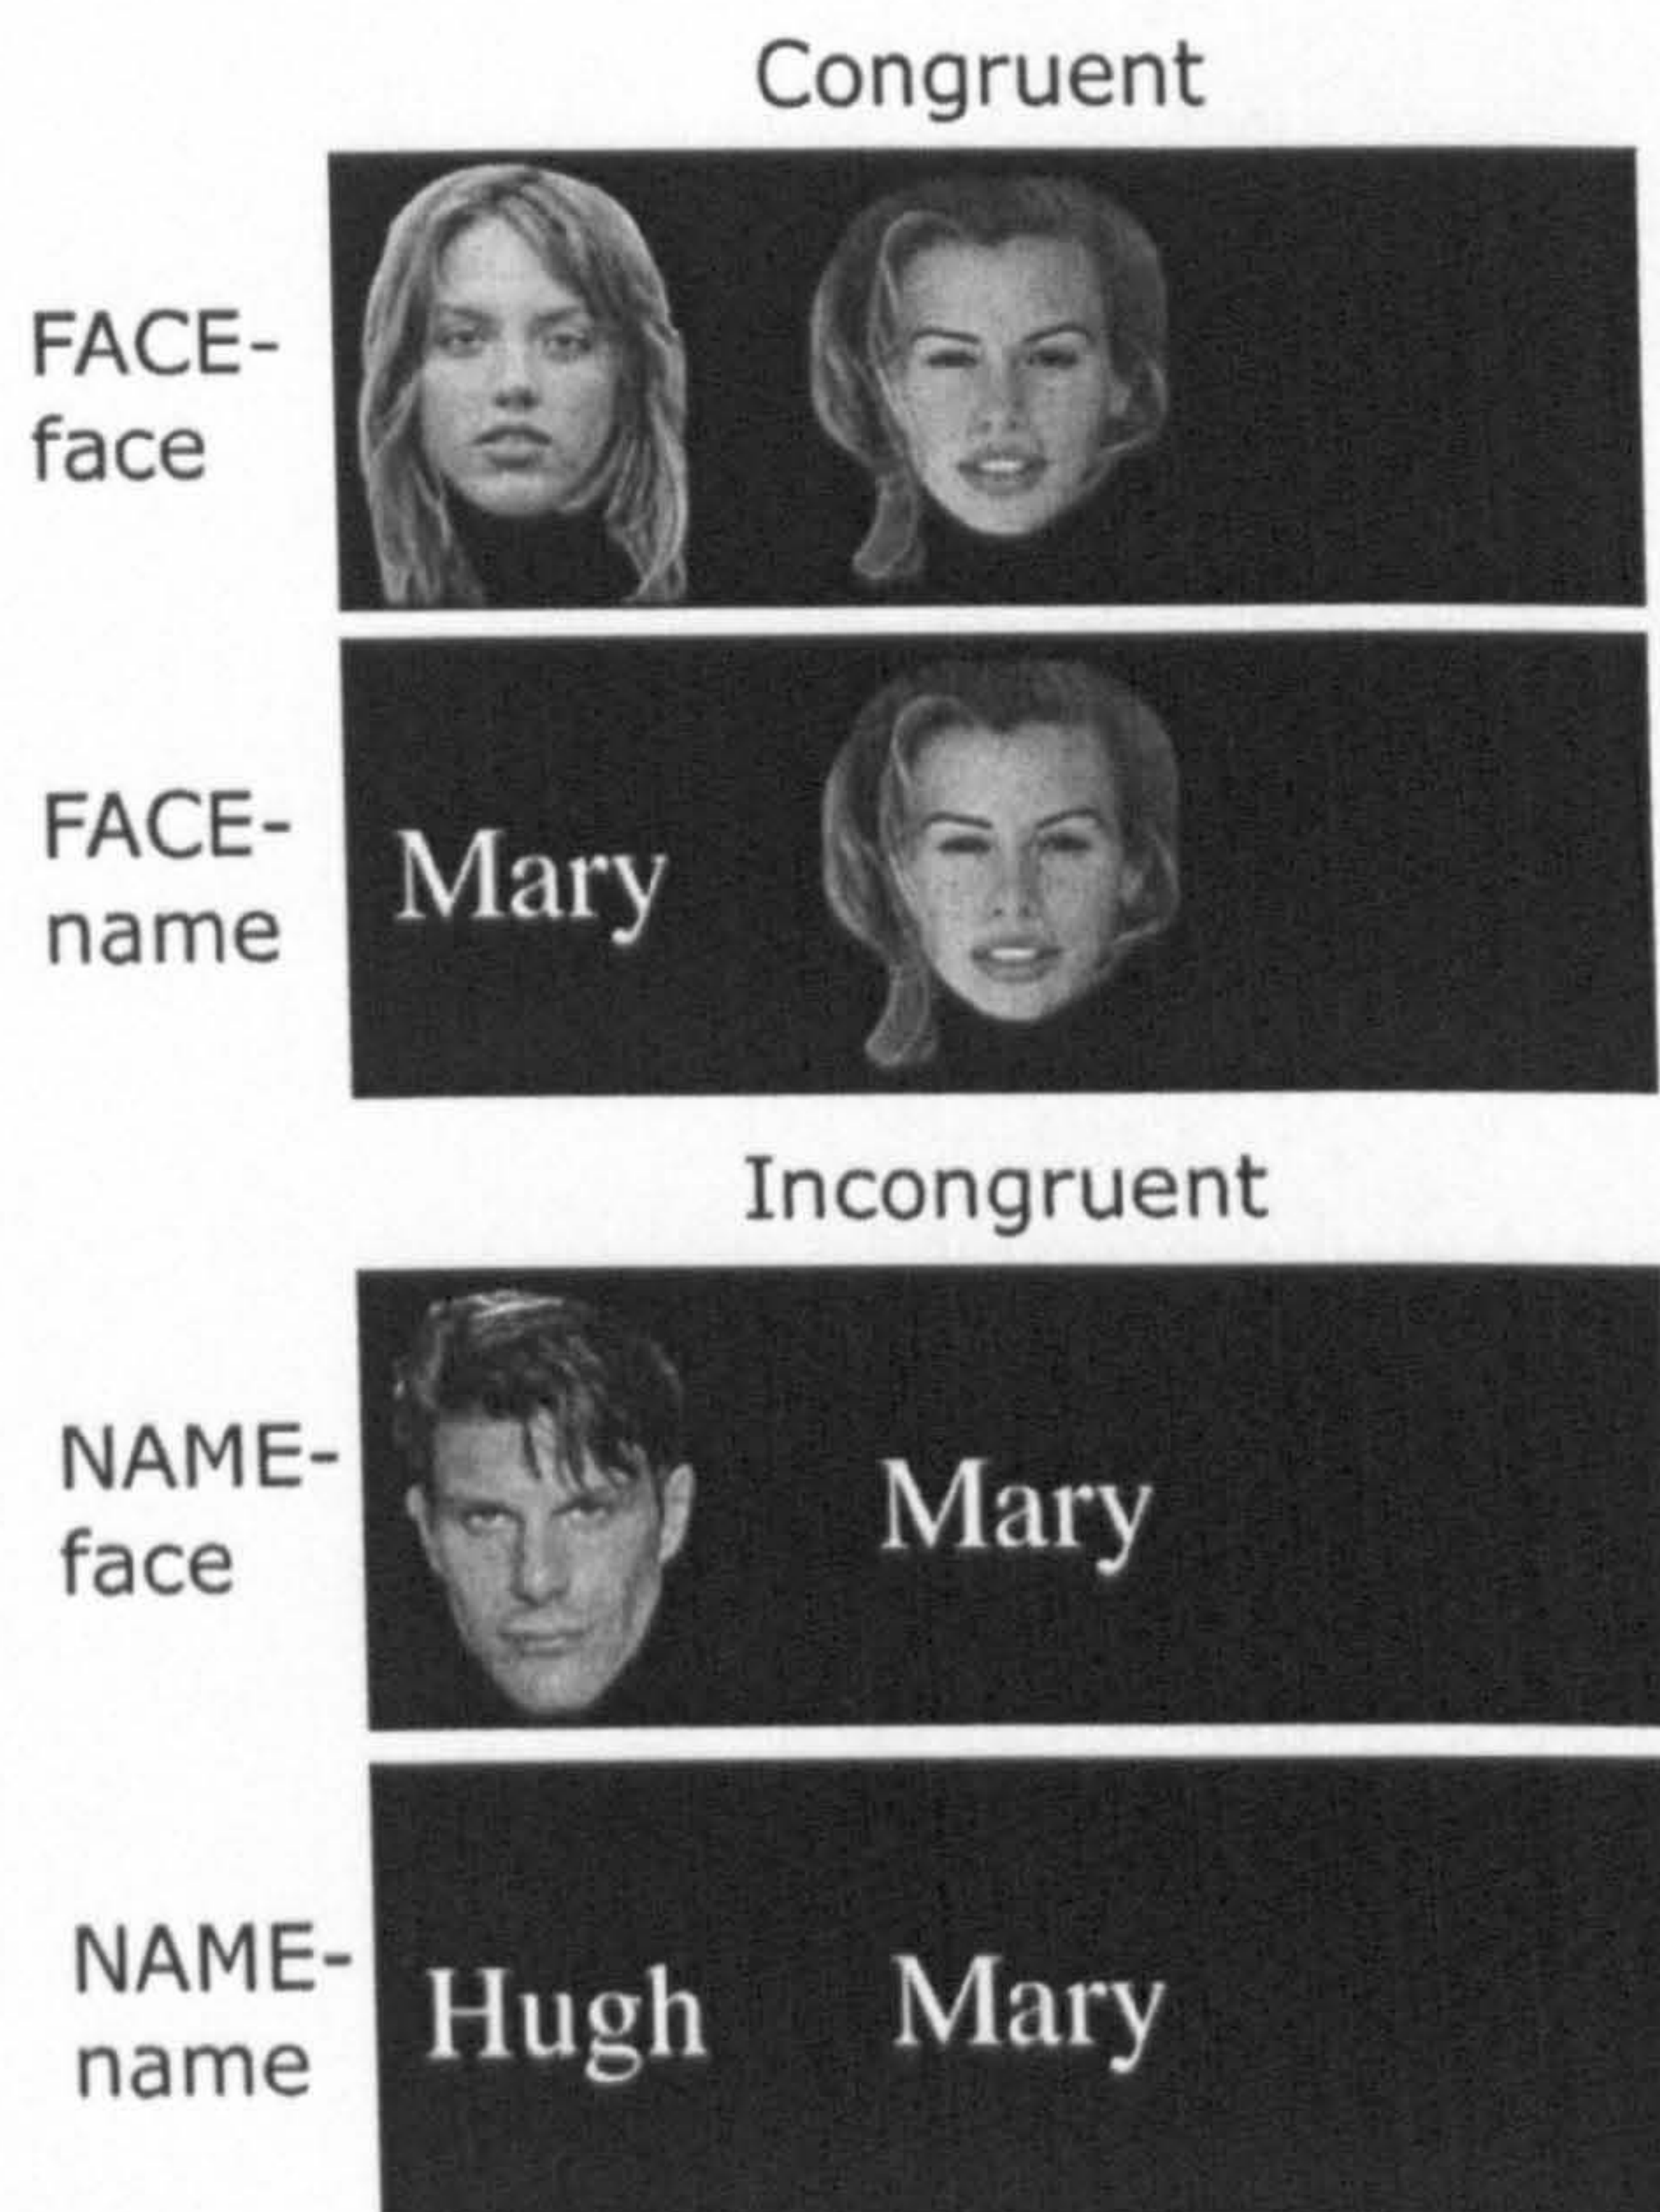 Congruent
FACE-
face
FACE-
name
Mary
Incongruent
NAME-
face
Mary
NAME-
name
Hugh Mary